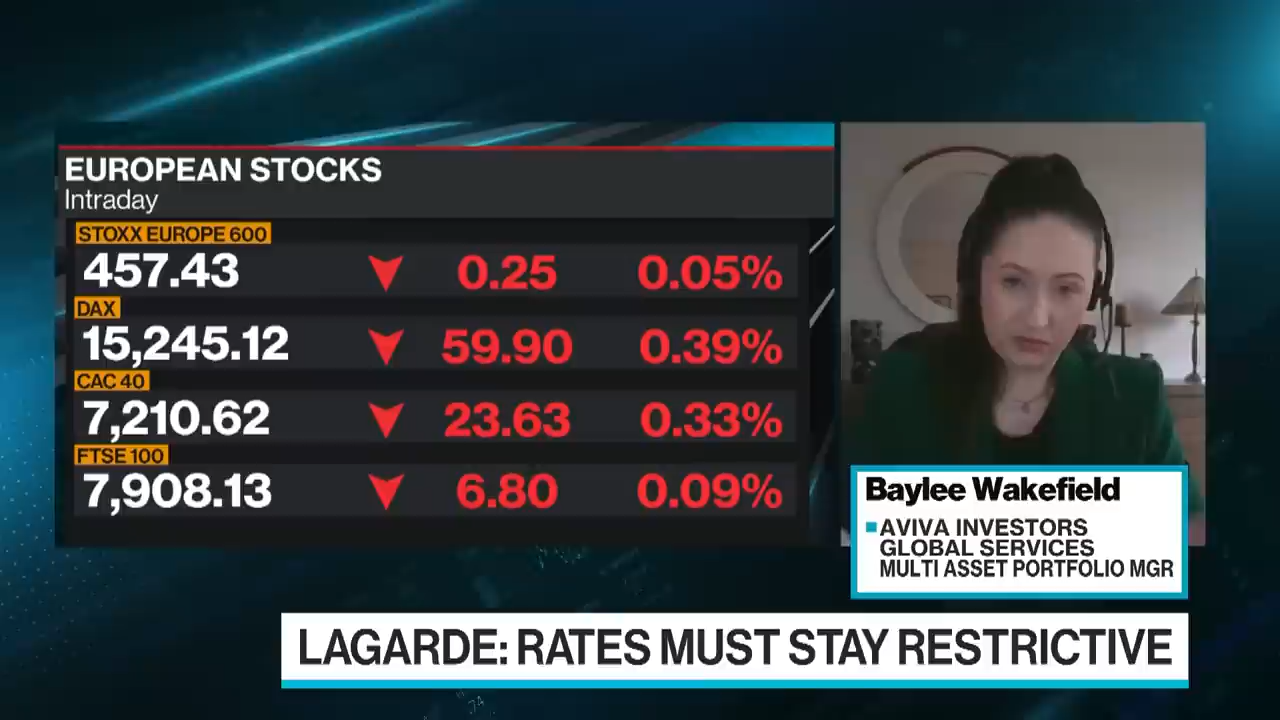 EUROPEAN STOCKS
Intraday
STOXX EUROPE 600
457.43 0.25 0.05%
DAX
15,245.12 59.90 0.39%
CAC 40
7,210.62 23.63 0.33%
FTSE 100
7,908.13 6.80 0.09%
Baylee Wakefield
AVIVA INVESTORS
GLOBAL SERVICES
MULTI ASSET PORTFOLIO MGR
LAGARDE: RATES MUST STAY RESTRICTIVE